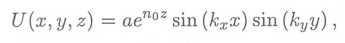 U(x, y, z) = ae^{n_0 z} sin (k_x x) sin (k_y y) ,